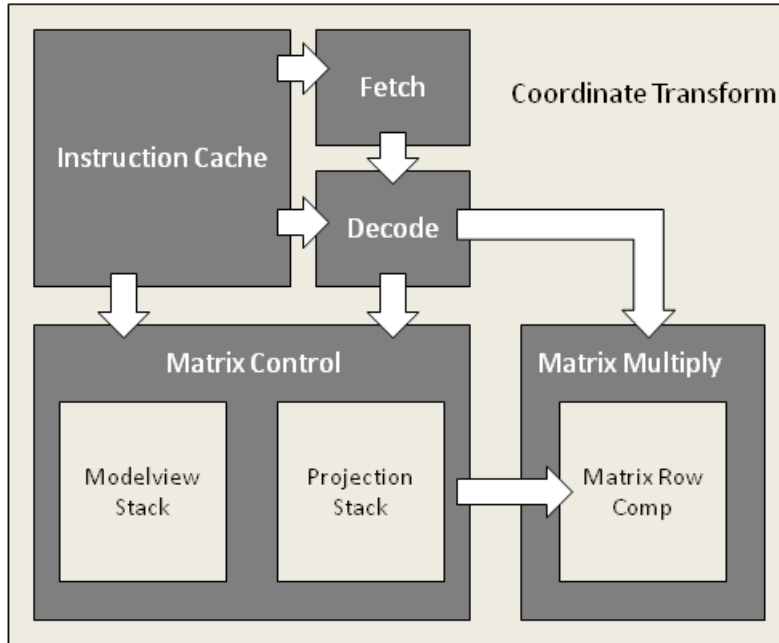 Fetch
Coordinate Transform
Instruction Cache
Decode
Matrix Control
Matrix Multiply
Modelview
Stack
Projection
Stack
Matrix Row
Comp